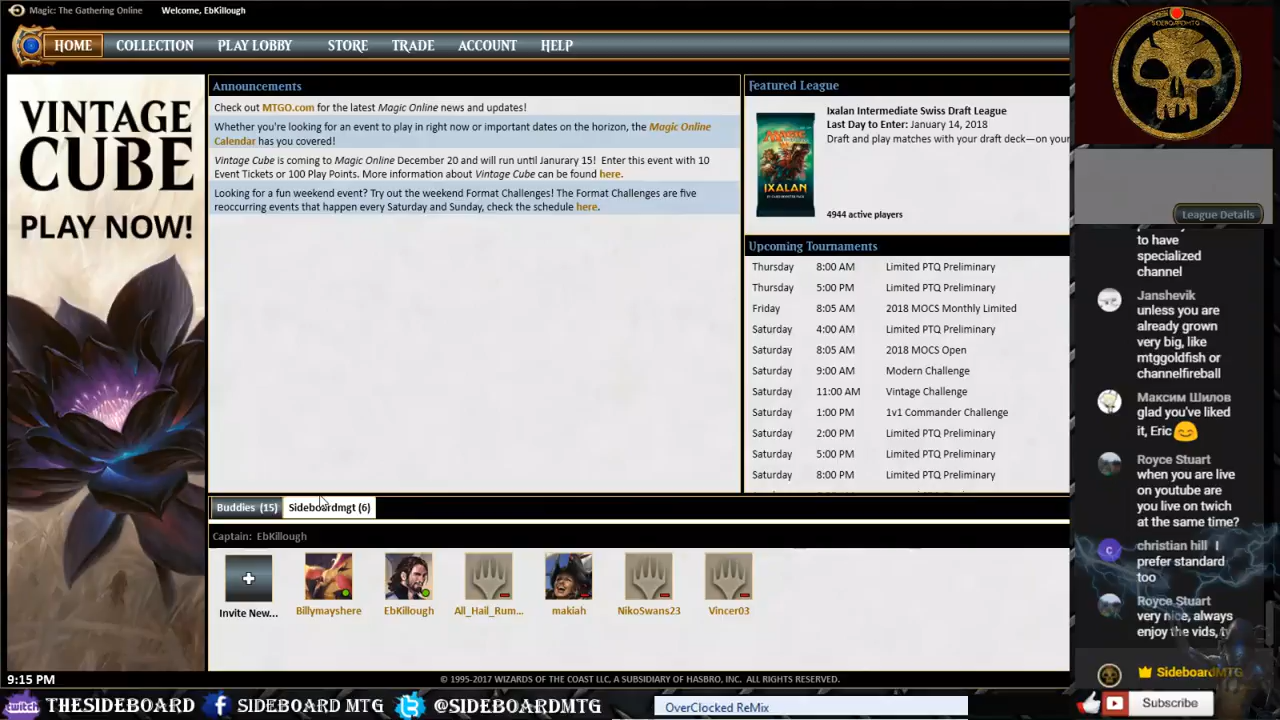 Magic: The Gathering Online Welcome, EbKillough
HOME COLLECTION PLAY LOBBY STORE TRADE ACCOUNT HELP
VINTAGE
CUBE
PLAY NOW!
Announcements
Check out MTGO.com for the latest Magic Online news and updates!
Whether you're looking for an event to play in right now or important dates on the horizon, the Magic Online
Calendar has you covered!
Vintage Cube is coming to Magic Online December 20 and will run until Janurary 15! Enter this event with 10
Event Tickets or 100 Play Points. More information about Vintage Cube can be found here.
Looking for a fun weekend event? Try out the weekend Format Challenges! The Format Challenges are five
reoccurring events that happen every Saturday and Sunday, check the schedule here.
Featured League
IXALAN
Ixalan Intermediate Swiss Draft League
Last Day to Enter: January 14, 2018
Draft and play matches with your draft deck—on your
4944 active players
League Details
Upcoming Tournaments
Thursday 8:00 AM Limited PTQ Preliminary
Thursday 5:00 PM Limited PTQ Preliminary
Friday 8:05 AM 2018 MOCS Monthly Limited
Saturday 4:00 AM Limited PTQ Preliminary
Saturday 8:05 AM 2018 MOCS Open
Saturday 9:00 AM Modern Challenge
Saturday 11:00 AM Vintage Challenge
Saturday 1:00 PM 1v1 Commander Challenge
Saturday 2:00 PM Limited PTQ Preliminary
Saturday 5:00 PM Limited PTQ Preliminary
Saturday 8:00 PM Limited PTQ Preliminary
Buddies (15) Sideboardmgt (6)
Captain: EbKillough
Invite New... Billymayshere EbKillough All_Hail_Rum... makiah NikoSwans23 Vincer03
9:15 PM
© 1995-2017 WIZARDS OF THE COAST LLC, A SUBSIDIARY OF HASBRO, INC. ALL RIGHTS RESERVED.
SIDEBOARDMTG
to have
specialized
channel
Janshevik
unless you are
already grown
very big, like
mtggoldfish or
channelfireball
Максим Шилов
glad you've liked
it, Eric😊
Royce Stuart
when you are live
on youtube are
you live on twich
at the same time?
christian hill I
prefer standard
too
Royce Stuart
very nice, always
enjoy the vids, ty
SideboardMTG
twitch THESIDEBOARD SIDEBOARD MTG @SIDEBOARDMTG OverClocked ReMix Subscribe